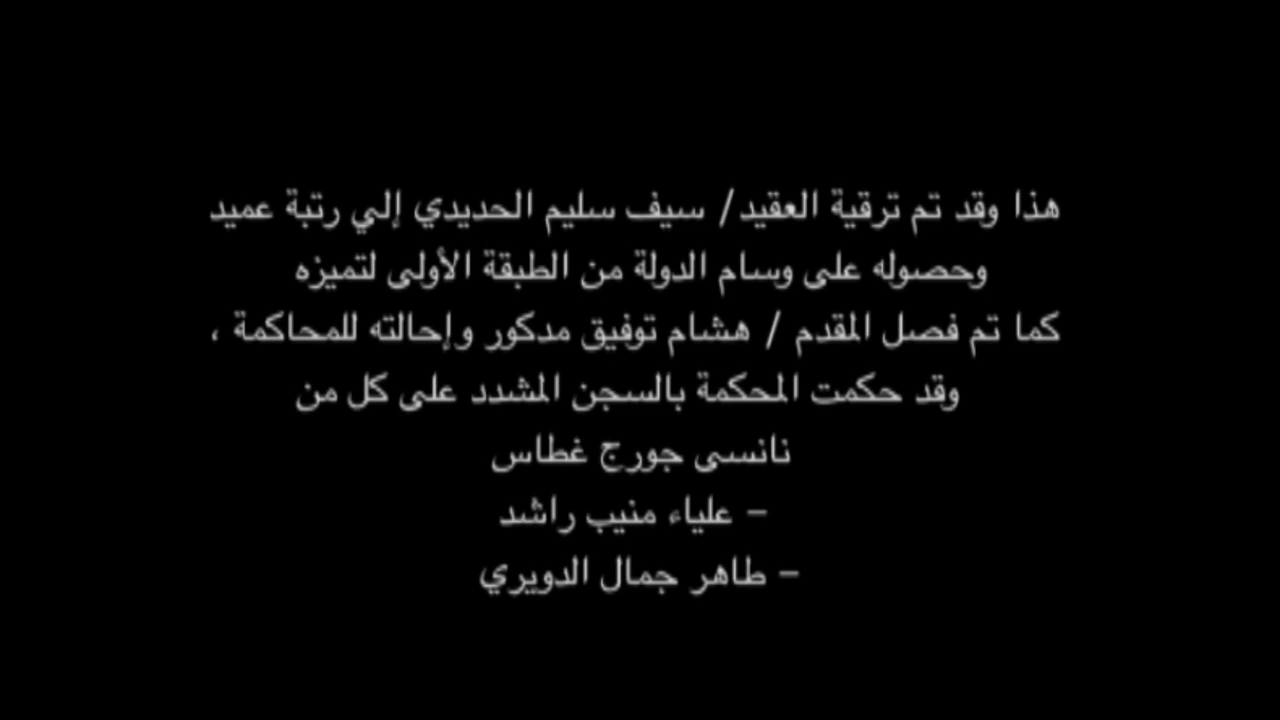 هذا وقد تم ترقية العقيد/ سيف سليم الحديدي إلي رتبة عميد
وحصوله على وسام الدولة من الطبقة الأولى لتميزه
كما تم فصل المقدم / هشام توفيق مدكور وإحالته للمحاكمة ،
وقد حكمت المحكمة بالسجن المشدد على كل من
نانسى جورج غطاس
– علياء منيب راشد
– طاهر جمال الدويري